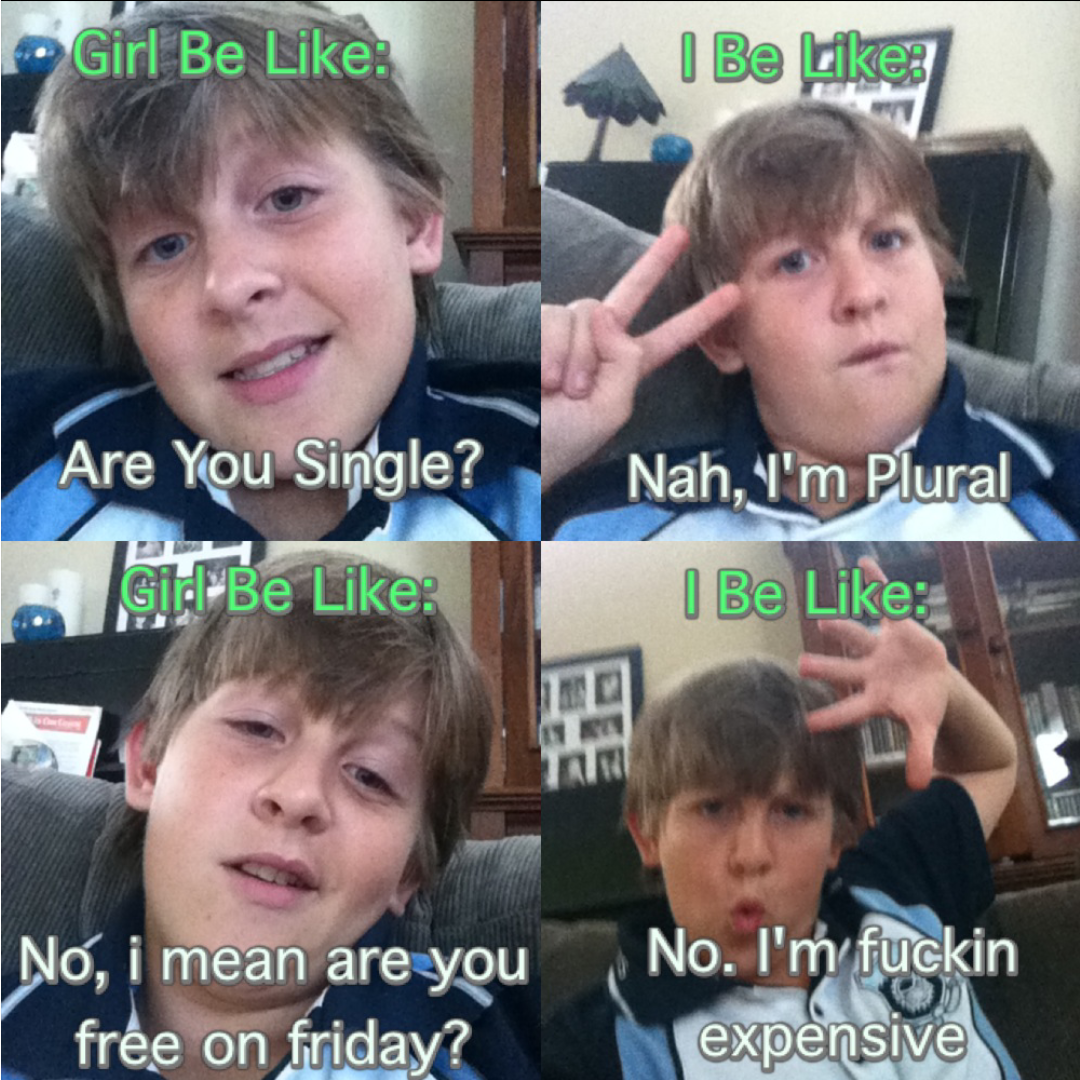 Girl Be Like:
Are You Single?
I Be Like:
Nah, I'm Plural
Girl Be Like:
No, i mean are you
free on friday?
I Be Like:
No. I'm fuckin
expensive